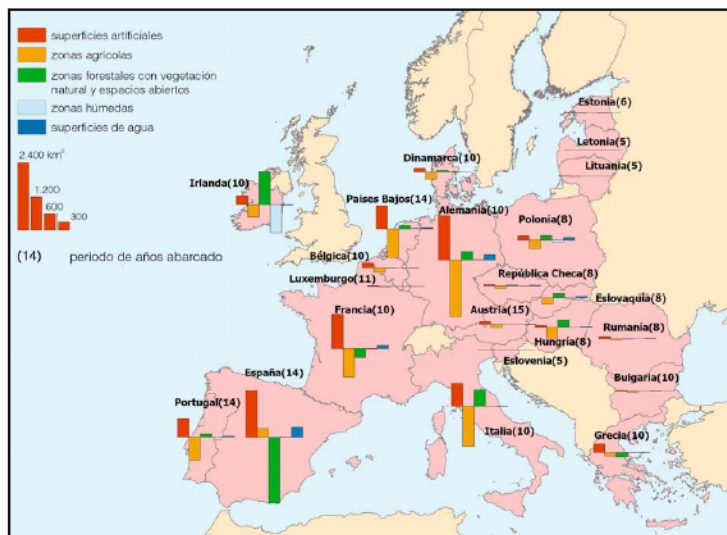 superficies artificiales
zonas agrícolas
zonas forestales con vegetación
natural y espacios abiertos
zonas húmedas
superficies de agua
2.400 km²
1.200
600
300
(14) periodo de años abarcado
Estonia(6)
Letonia(5)
Lituania(5)
Dinamarca(10)
Irlanda(10)
Paises Bajos(14)
Alemania(10)
Polonia(8)
Bélgica(10)
Luxemburgo(11)
República Checa(8)
Eslovaquia(8)
Francia(10)
Austria(15)
Hungría(8)
Rumanía(8)
Eslovenia(5)
España(14)
Bulgaria(10)
Portugal(14)
Italia(10)
Grecia(10)